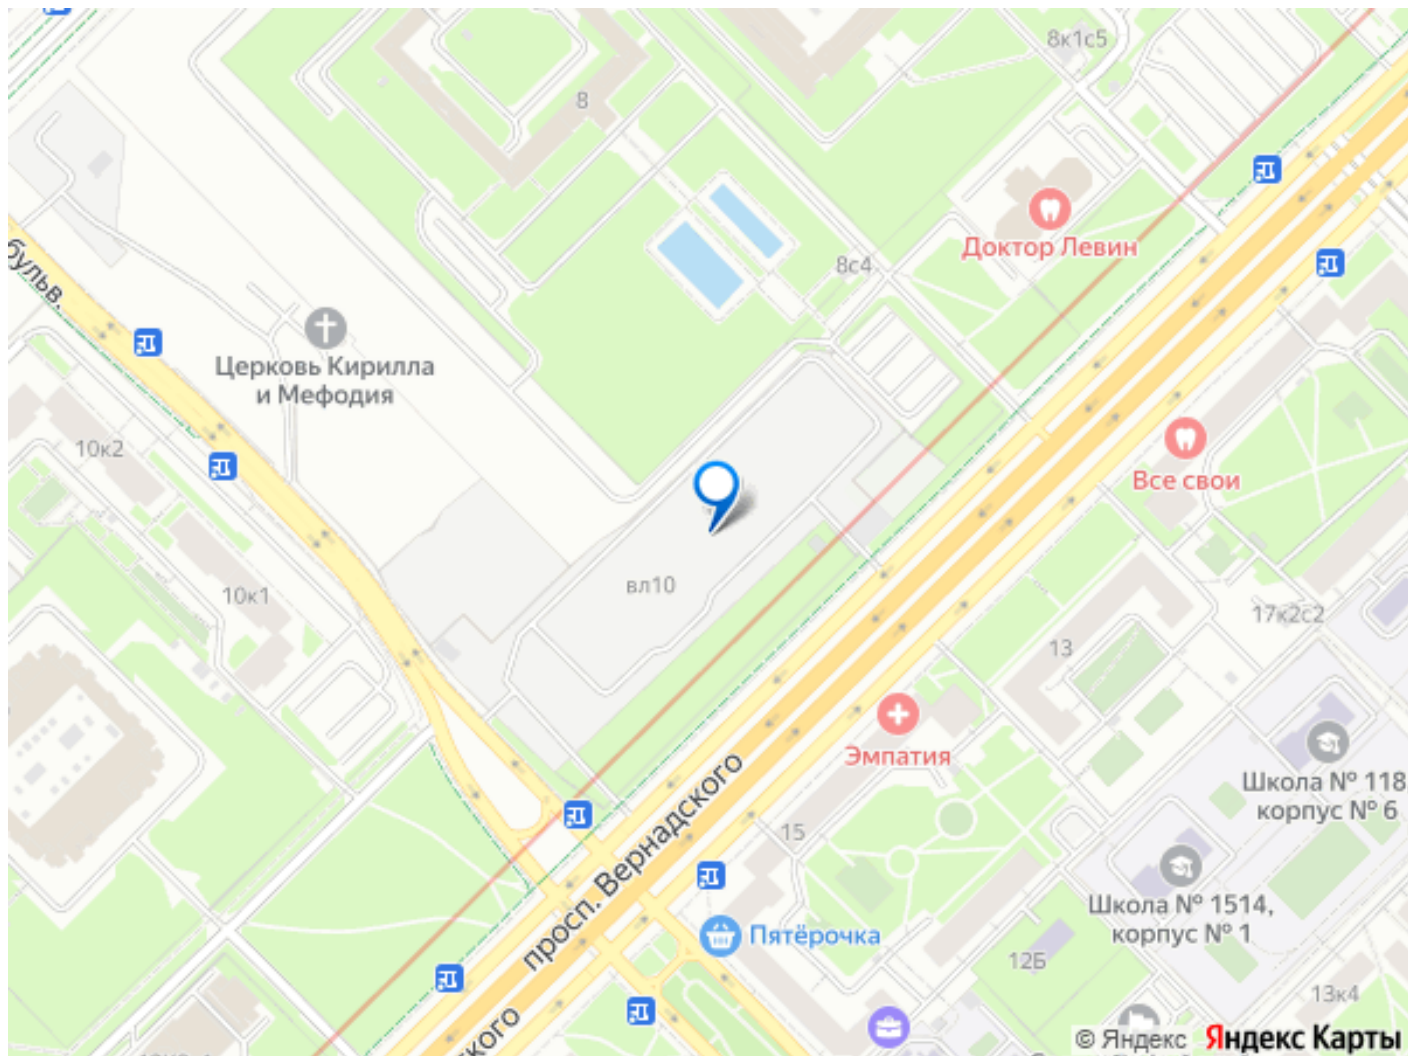 8к1с5
8
Доктор Левин
бульв.
8с4
Церковь Кирилла
и Мефодия
10к2
Все свои
вл10
10к1
17к2с2
13
Эмпатия
Школа № 118
корпус № 6
просп. Вернадского
15
Школа № 1514,
корпус № 1
Пятёрочка
12Б
13к4
© Яндекс Яндекс Карты